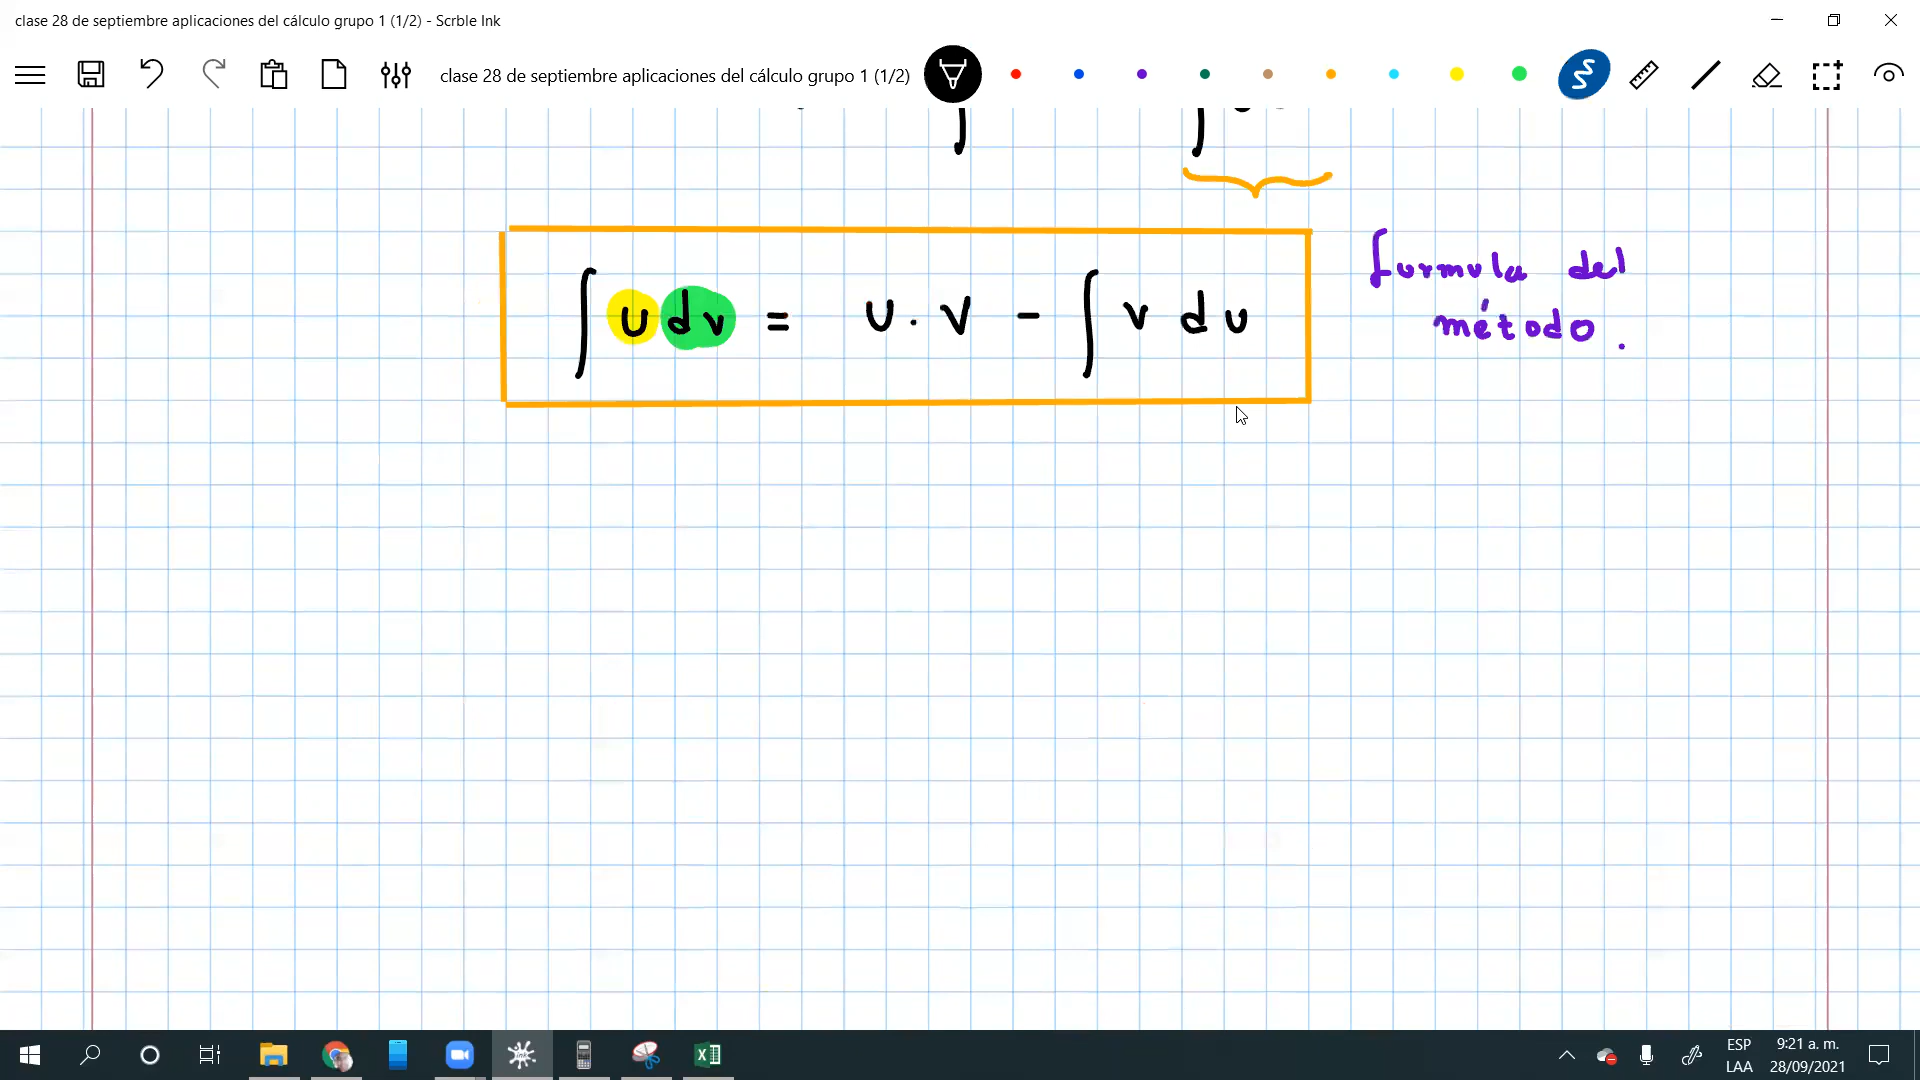 clase 28 de septiembre aplicaciones del cálculo grupo 1 (1/2) - Scrble Ink
clase 28 de septiembre aplicaciones del cálculo grupo 1 (1/2)
∫ u dv = u . v - ∫ v du
formula del
método.
ESP
LAA
9:21 a. m.
28/09/2021